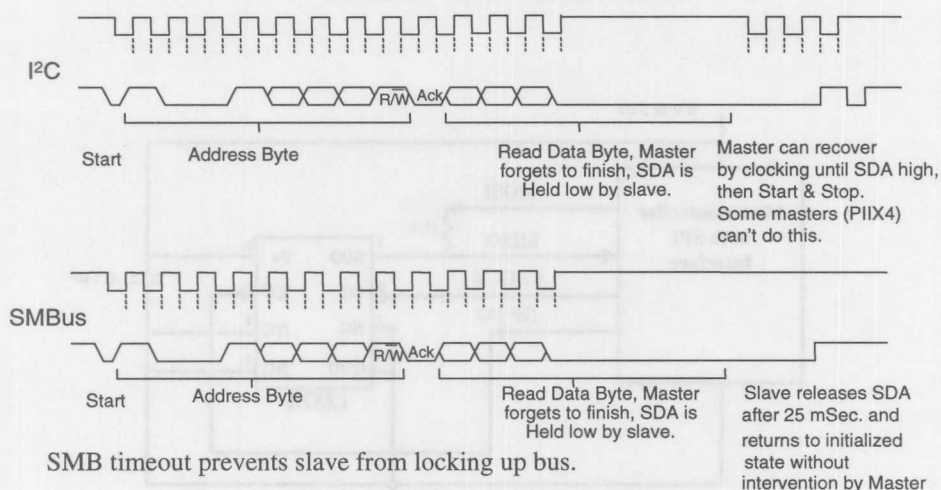 I²C
R/W̅ Ack
Start
Address Byte
Read Data Byte, Master
forgets to finish, SDA is
Held low by slave.
Master can recover
by clocking until SDA high,
then Start & Stop.
Some masters (PIIX4)
can't do this.
SMBus
R/W̅ Ack
Start
Address Byte
Read Data Byte, Master
forgets to finish, SDA is
Held low by slave.
Slave releases SDA
after 25 mSec. and
returns to initialized
state without
intervention by Master
SMB timeout prevents slave from locking up bus.